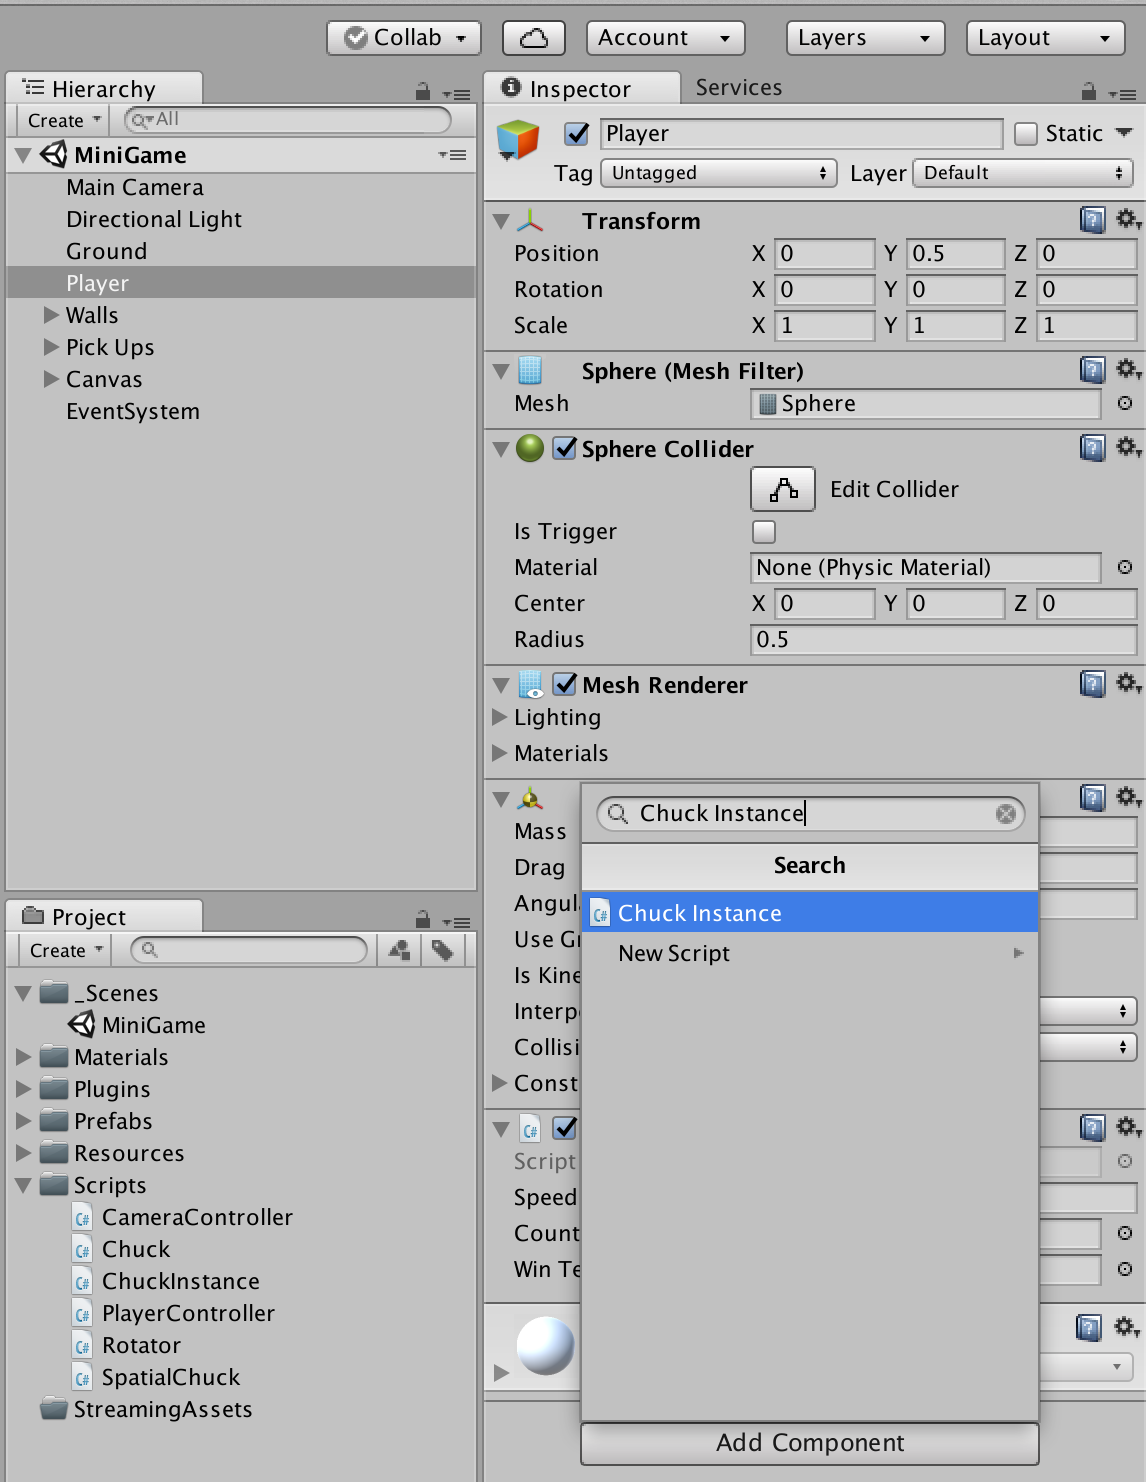 Collab
Account
Layers
Layout
Hierarchy
Create
All
MiniGame
Main Camera
Directional Light
Ground
Player
Walls
Pick Ups
Canvas
EventSystem
Project
Create
_Scenes
MiniGame
Materials
Plugins
Prefabs
Resources
Scripts
CameraController
Chuck
ChuckInstance
PlayerController
Rotator
SpatialChuck
StreamingAssets
Inspector Services
Player Static
Tag Untagged Layer Default
Transform
Position X 0 Y 0.5 Z 0
Rotation X 0 Y 0 Z 0
Scale X 1 Y 1 Z 1
Sphere (Mesh Filter)
Mesh Sphere
Sphere Collider
Edit Collider
Is Trigger
Material None (Physic Material)
Center X 0 Y 0 Z 0
Radius 0.5
Mesh Renderer
Lighting
Materials
Mass
Drag
Angul
Use G
Is Kine
Interp
Collisi
Const
C#
Script
Speed
Count
Win Te
Chuck Instance
Search
C# Chuck Instance
New Script
Add Component